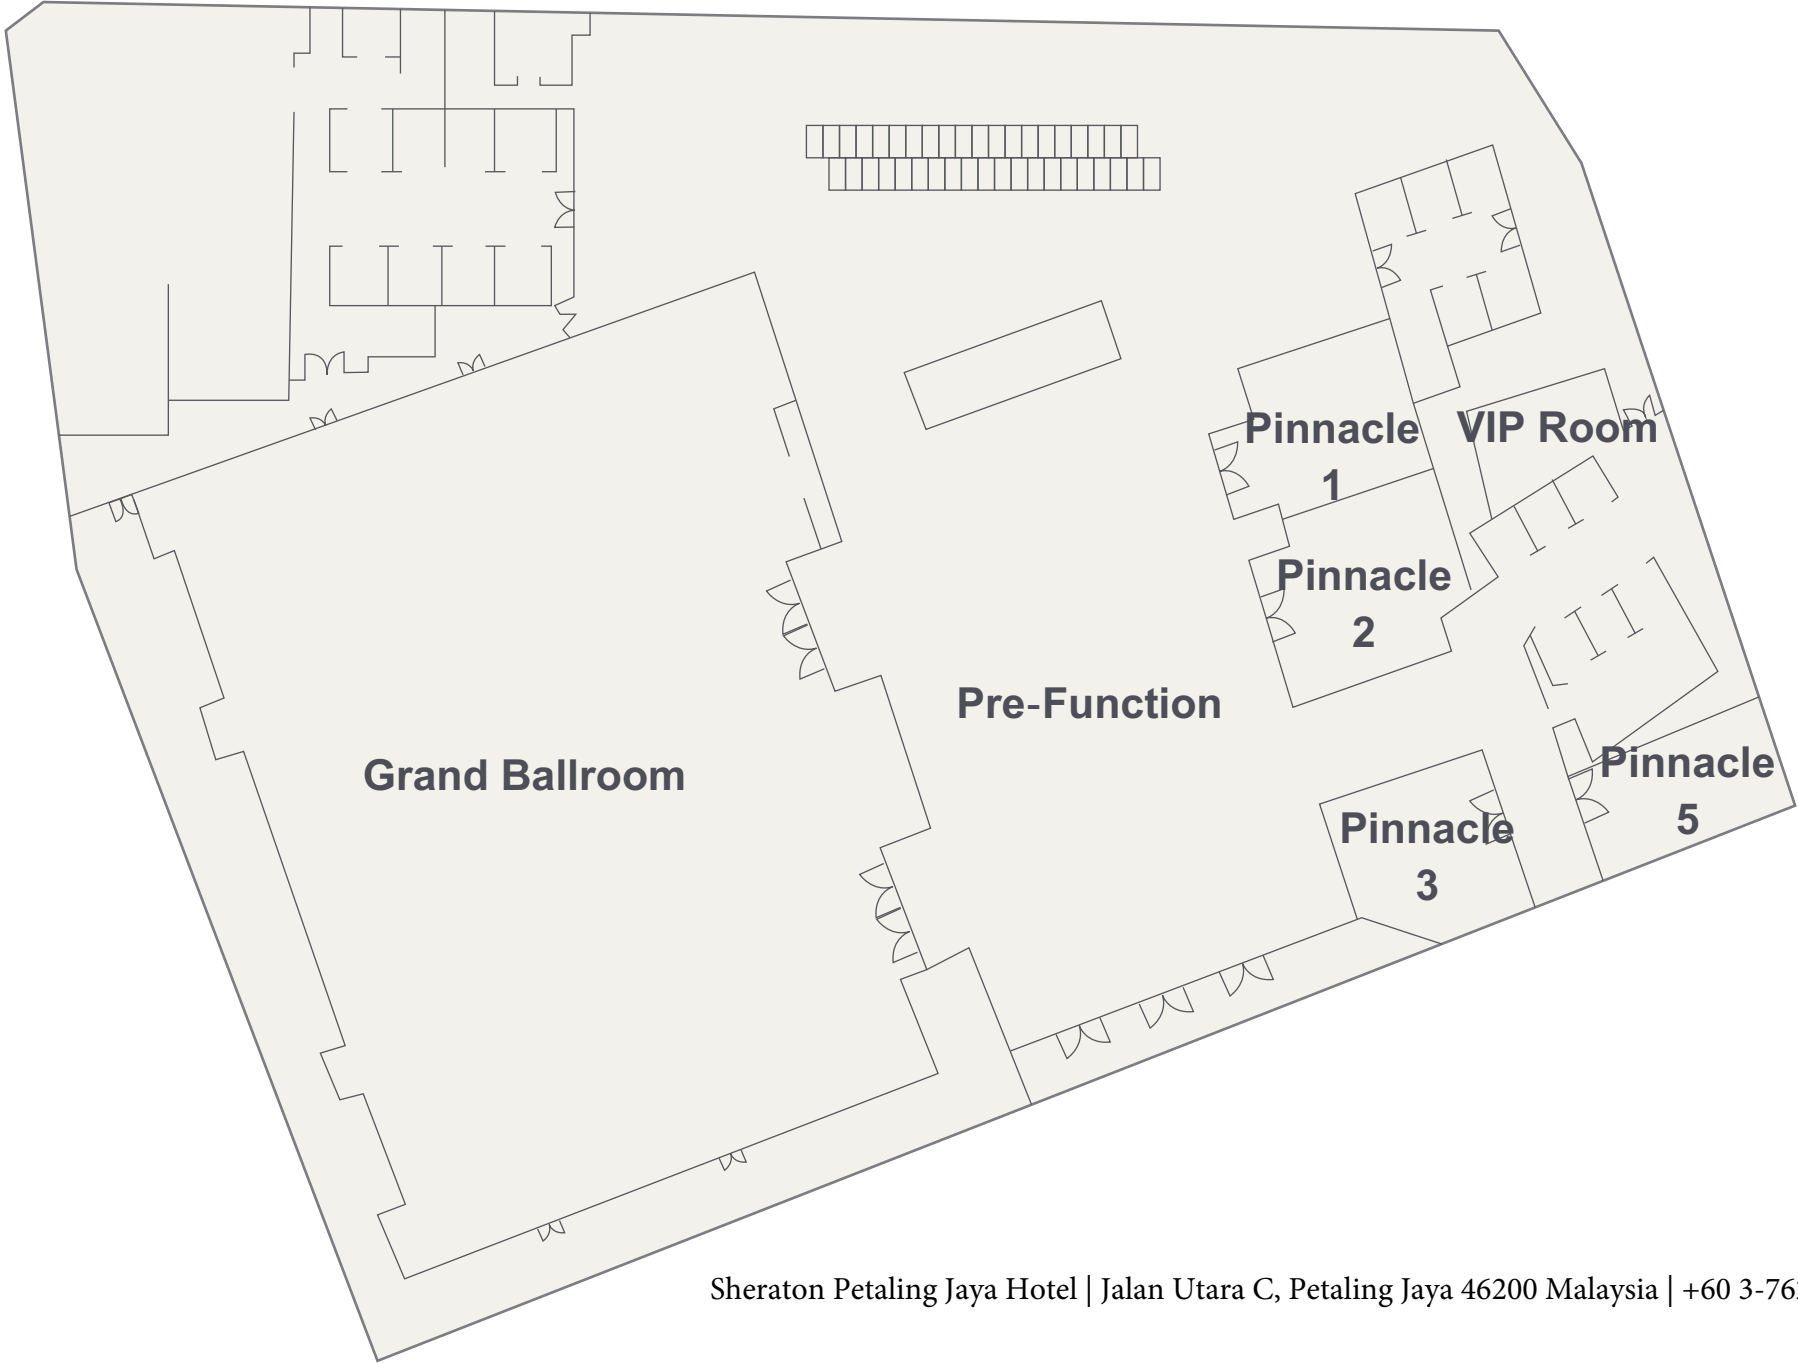 Pinnacle
1
VIP Room
Pinnacle
2
Pre-Function
Grand Ballroom
Pinnacle
5
Pinnacle
3
Sheraton Petaling Jaya Hotel | Jalan Utara C, Petaling Jaya 46200 Malaysia | +60 3-76